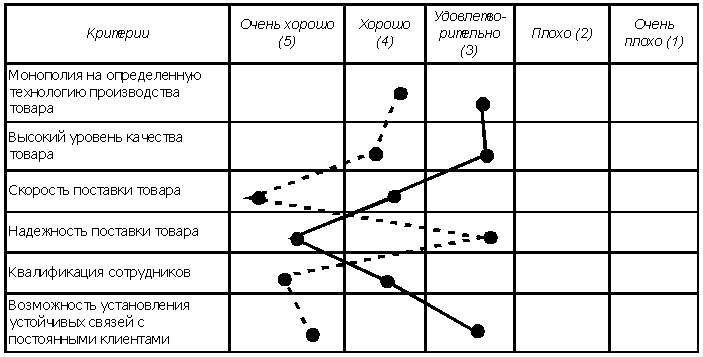 Критерии
Очень хорошо
(5)
Хорошо
(4)
Удовлетво-
рительно
(3)
Плохо (2)
Очень
плохо (1)
Монополия на определенную
технологию производства
товара
Высокий уровень качества
товара
Скорость поставки товара
Надежность поставки товара
Квалификация сотрудников
Возможность установления
устойчивых связей с
постоянными клиентами